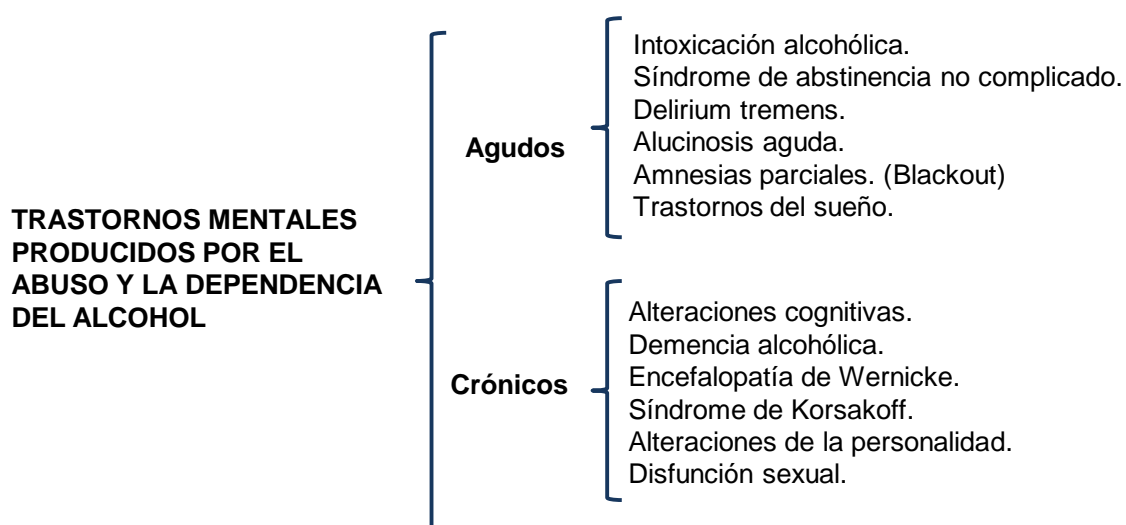 TRASTORNOS MENTALES
PRODUCIDOS POR EL
ABUSO Y LA DEPENDENCIA
DEL ALCOHOL
Agudos
Intoxicación alcohólica.
Síndrome de abstinencia no complicado.
Delirium tremens.
Alucinosis aguda.
Amnesias parciales. (Blackout)
Trastornos del sueño.
Crónicos
Alteraciones cognitivas.
Demencia alcohólica.
Encefalopatía de Wernicke.
Síndrome de Korsakoff.
Alteraciones de la personalidad.
Disfunción sexual.